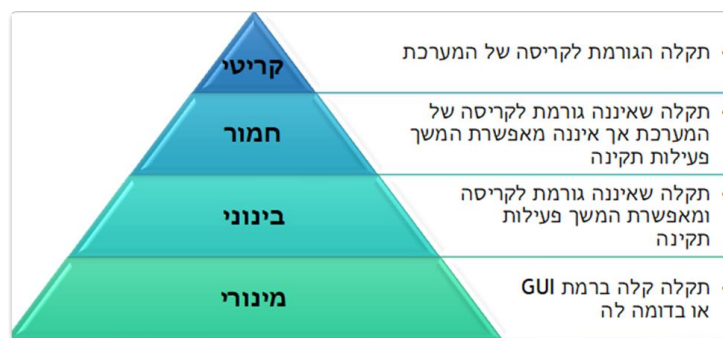 קריטי
• תקלה הגורמת לקריסה של המערכת
חמור
• תקלה שאיננה גורמת לקריסה של
המערכת אך איננה מאפשרת המשך
פעילות תקינה
בינוני
• תקלה שאיננה גורמת לקריסה
ומאפשרת המשך פעילות
תקינה
מינורי
• תקלה קלה ברמת GUI
או בדומה לה